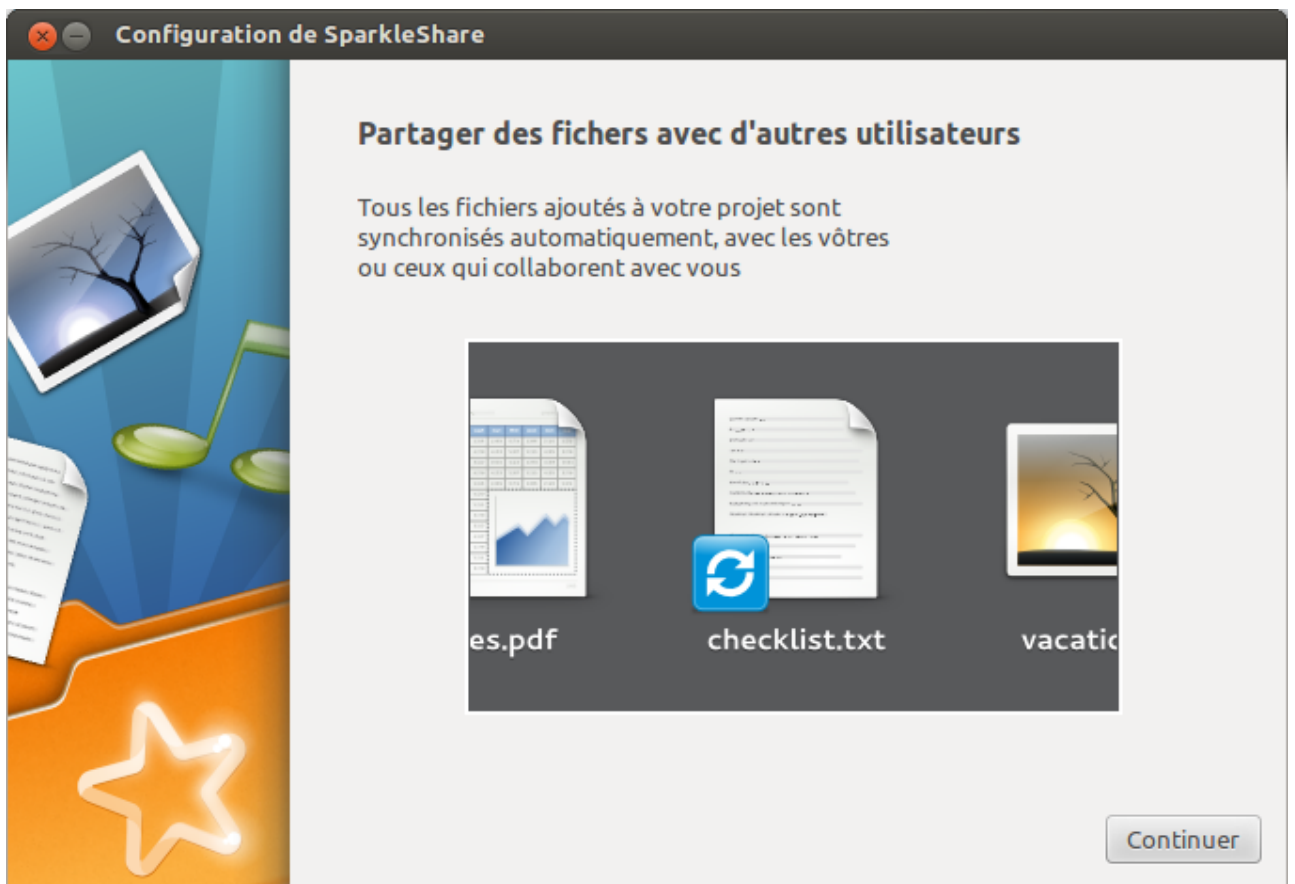 Configuration de SparkleShare
Partager des fichers avec d'autres utilisateurs
Tous les fichiers ajoutés à votre projet sont
synchronisés automatiquement, avec les vôtres
ou ceux qui collaborent avec vous
es.pdf
checklist.txt
vacatic
Continuer